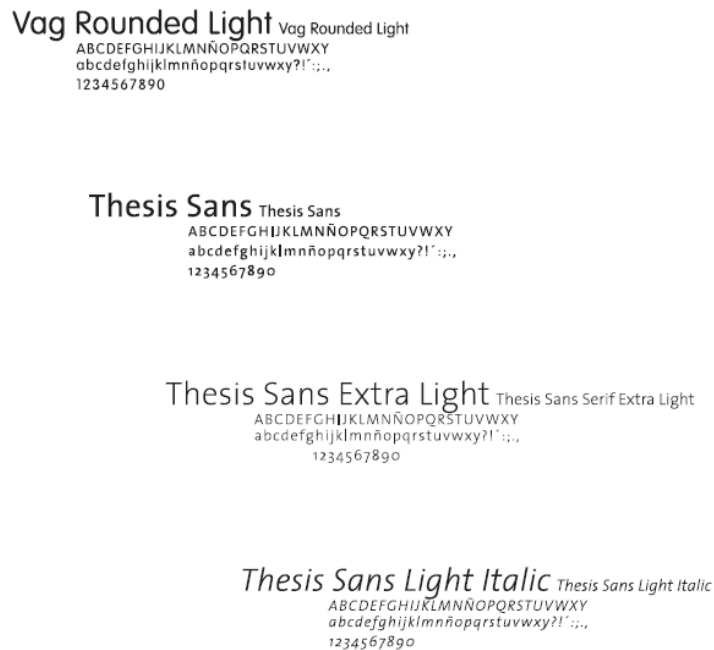 Vag Rounded Light Vag Rounded Light
ABCDEFGHIJKLMNÑOPQRSTUVWXY
abcdefghijklmnñopqrstuvwxy?!´:;.,
1234567890
Thesis Sans Thesis Sans
ABCDEFGHIJKLMNÑOPQRSTUVWXY
abcdefghijklmnñopqrstuvwxy?!´:;.,
1234567890
Thesis Sans Extra Light Thesis Sans Serif Extra Light
ABCDEFGHIJKLMNÑOPQRSTUVWXY
abcdefghijklmnñopqrstuvwxy?!´:;.,
1234567890
Thesis Sans Light Italic Thesis Sans Light Italic
ABCDEFGHIJKLMNÑOPQRSTUVWXY
abcdefghijklmnñopqrstuvwxy?!´:;.,
1234567890